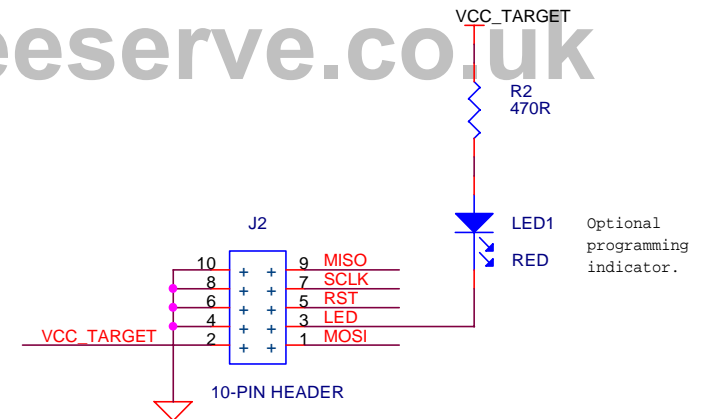 VCC_TARGET
eeserve.co.uk
R2
470R
J2
LED1
RED
Optional
programming
indicator.
10
9
MISO
8
7
SCLK
6
5
RST
4
3
LED
VCC_TARGET
2
1
MOSI
10-PIN HEADER